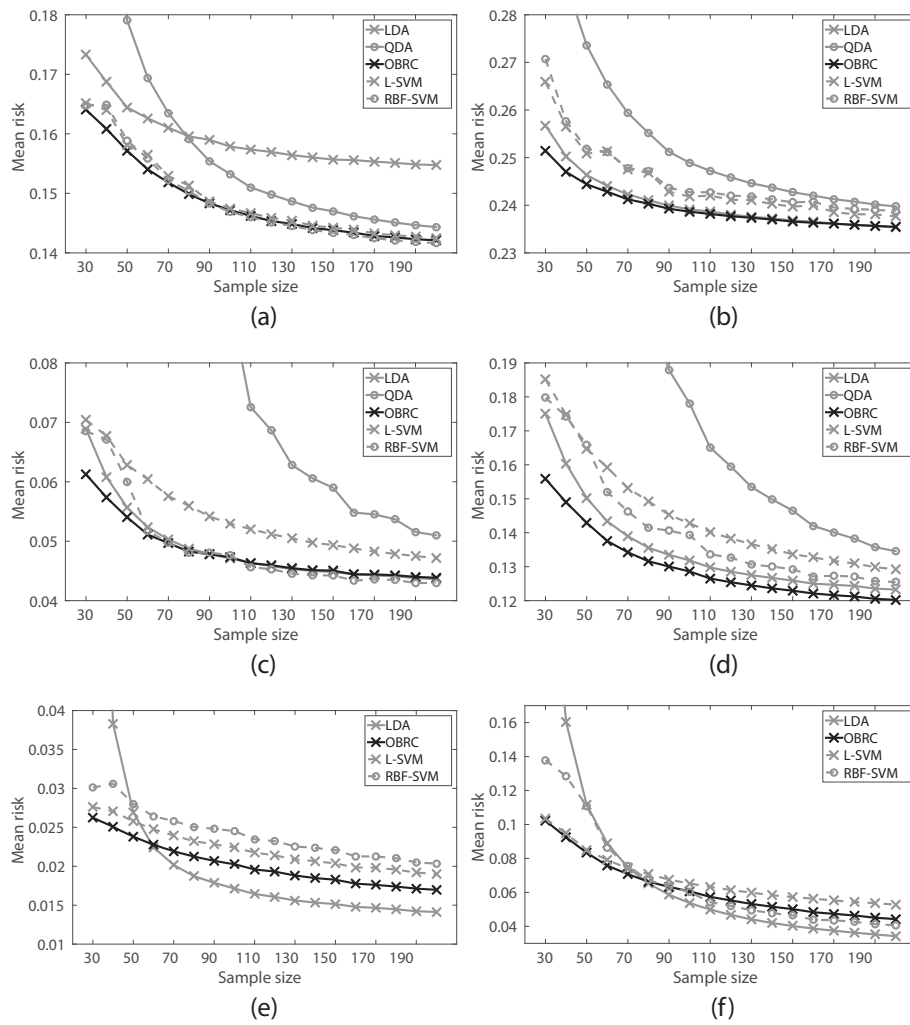 0.18
0.17
0.16
0.15
0.14
Mean risk
30 50 70 90 110 130 150 170 190
Sample size
LDA
QDA
OBRC
L-SVM
RBF-SVM
(a)
0.28
0.27
0.26
0.25
0.24
0.23
Mean risk
30 50 70 90 110 130 150 170 190
Sample size
LDA
QDA
OBRC
L-SVM
RBF-SVM
(b)
0.08
0.07
0.06
0.05
0.04
Mean risk
30 50 70 90 110 130 150 170 190
Sample size
LDA
QDA
OBRC
L-SVM
RBF-SVM
(c)
0.19
0.18
0.17
0.16
0.15
0.14
0.13
0.12
Mean risk
30 50 70 90 110 130 150 170 190
Sample size
LDA
QDA
OBRC
L-SVM
RBF-SVM
(d)
0.04
0.035
0.03
0.025
0.02
0.015
0.01
Mean risk
30 50 70 90 110 130 150 170 190
Sample size
LDA
OBRC
L-SVM
RBF-SVM
(e)
0.16
0.14
0.12
0.1
0.08
0.06
0.04
Mean risk
30 50 70 90 110 130 150 170 190
Sample size
LDA
OBRC
L-SVM
RBF-SVM
(f)